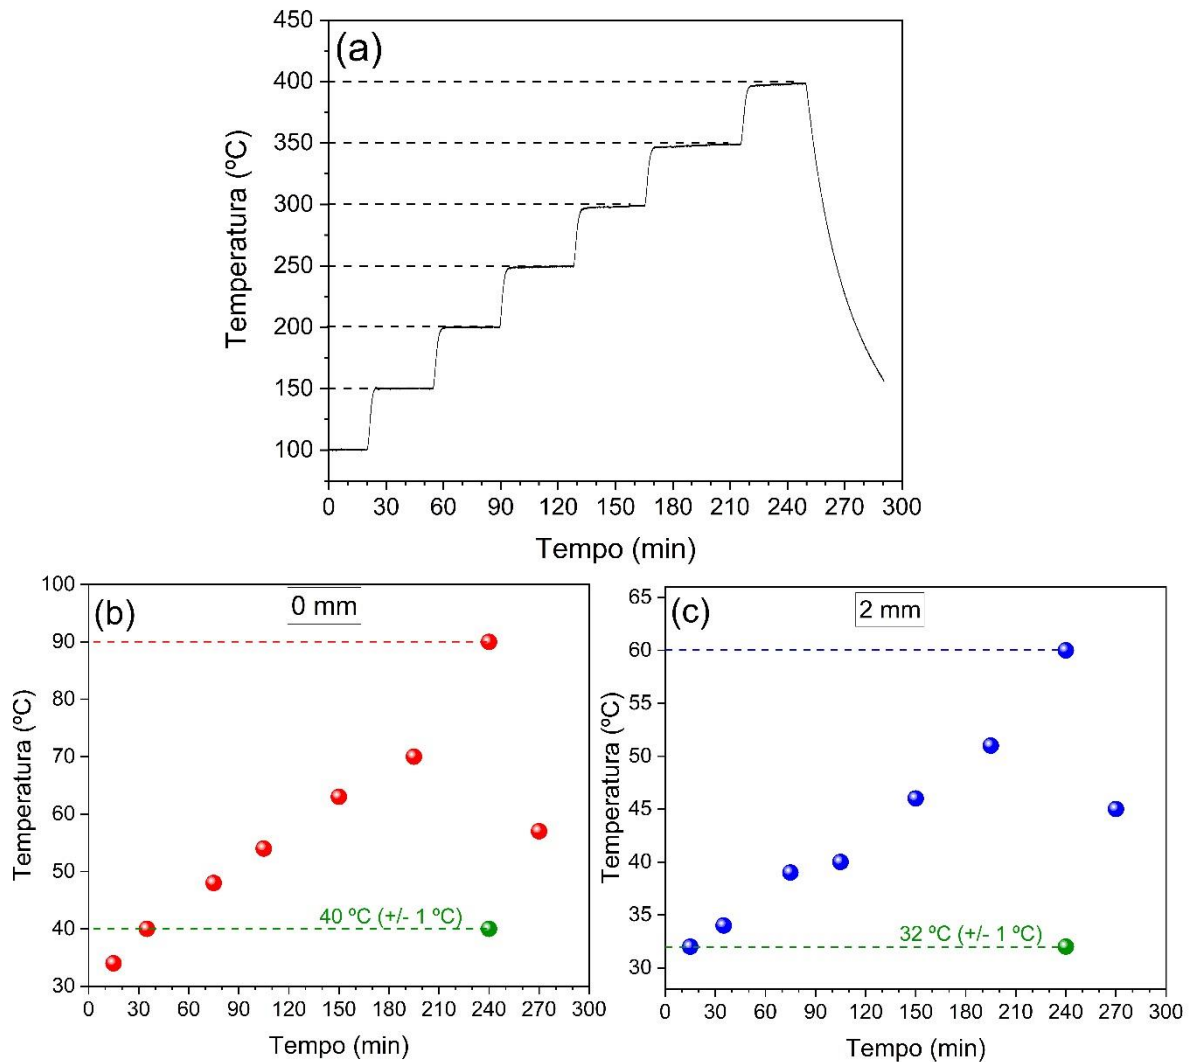 (a)
450
400
350
300
250
200
150
100
Temperatura (ºC)
0 30 60 90 120 150 180 210 240 270 300
Tempo (min)
(b)
0 mm
100
90
80
70
60
50
40
30
Temperatura (ºC)
40 ºC (+/- 1 ºC)
0 30 60 90 120 150 180 210 240 270 300
Tempo (min)
(c)
2 mm
65
60
55
50
45
40
35
30
Temperatura (ºC)
32 ºC (+/- 1 ºC)
0 30 60 90 120 150 180 210 240 270 300
Tempo (min)